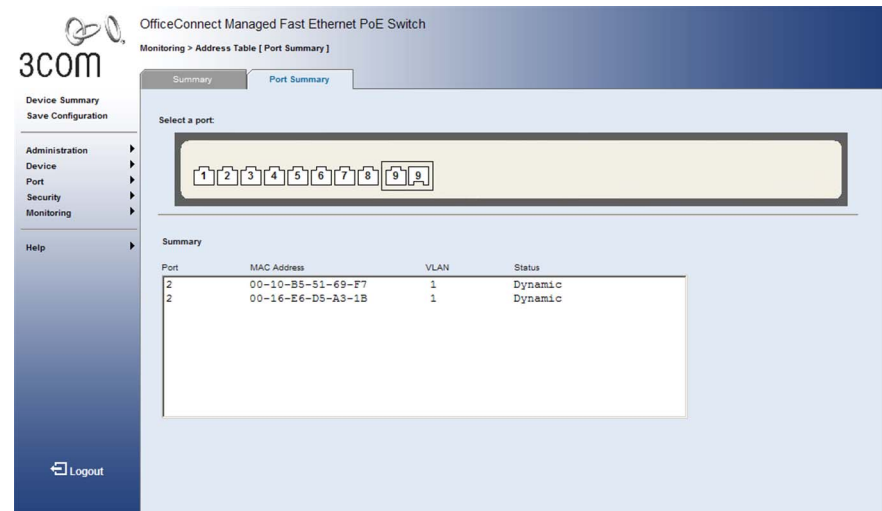 3COM
OfficeConnect Managed Fast Ethernet PoE Switch
Monitoring > Address Table [ Port Summary ]
Summary Port Summary
Device Summary
Save Configuration
Administration
Device
Port
Security
Monitoring
Help
Logout
Select a port:
1 2 3 4 5 6 7 8 9 9
Summary
Port MAC Address VLAN Status
2 00-10-B5-51-69-F7 1 Dynamic
2 00-16-E6-D5-A3-1B 1 Dynamic